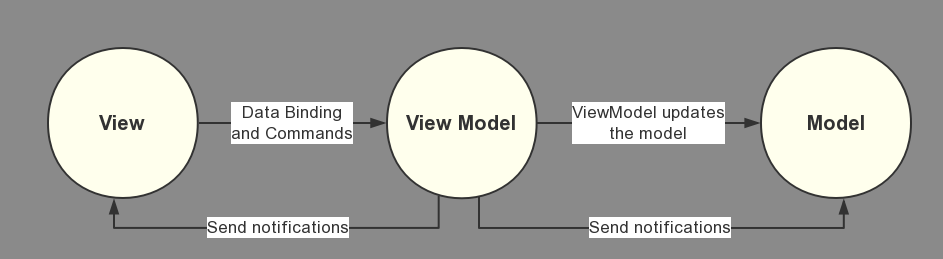 View
Data Binding
and Commands
View Model
ViewModel updates
the model
Model
Send notifications
Send notifications